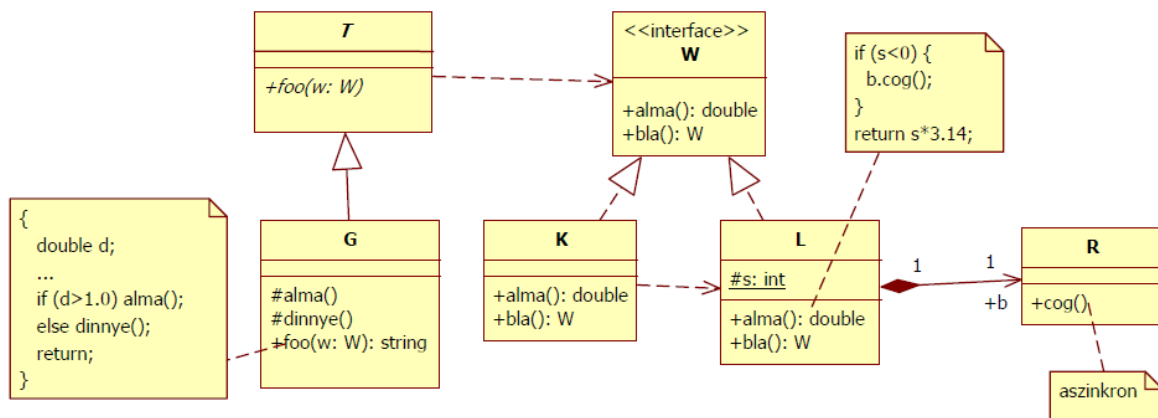 T
+foo(w: W)
<<interface>>
W
+alma(): double
+bla(): W
if (s<0) {
b.cog();
}
return s*3.14;
{
double d;
...
if (d>1.0) alma();
else dinnye();
return;
}
G
#alma()
#dinnye()
+foo(w: W): string
K
+alma(): double
+bla(): W
L
#s: int
+alma(): double
+bla(): W
1
1
+b
R
+cog()
aszinkron